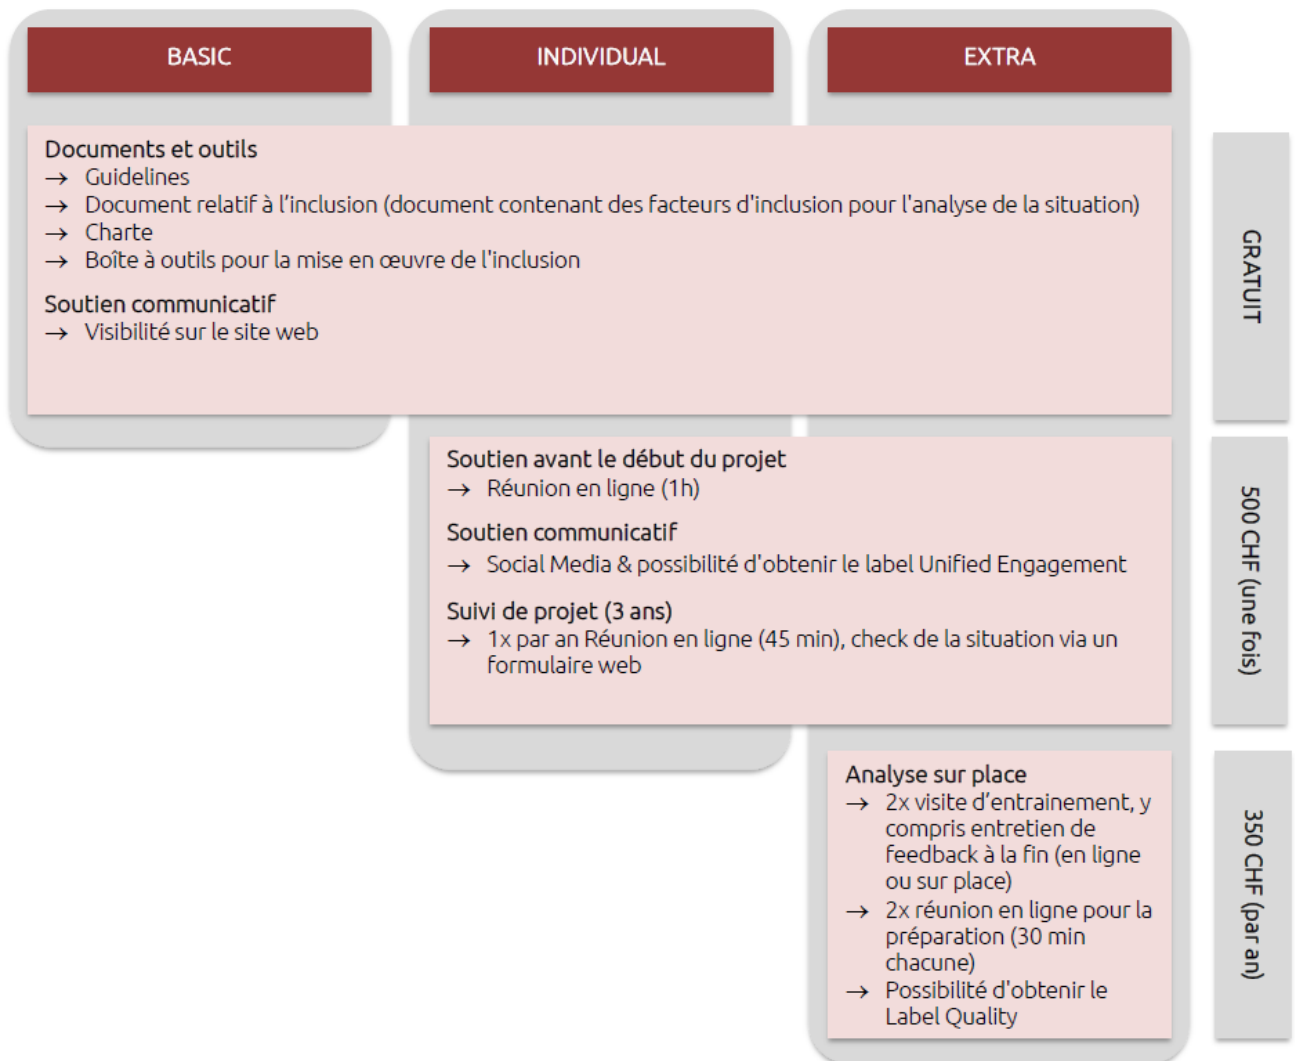 BASIC
INDIVIDUAL
EXTRA
Documents et outils
→ Guidelines
→ Document relatif à l’inclusion (document contenant des facteurs d'inclusion pour l'analyse de la situation)
→ Charte
→ Boîte à outils pour la mise en œuvre de l'inclusion
Soutien communicatif
→ Visibilité sur le site web
GRATUIT
Soutien avant le début du projet
→ Réunion en ligne (1h)
Soutien communicatif
→ Social Media & possibilité d'obtenir le label Unified Engagement
Suivi de projet (3 ans)
→ 1x par an Réunion en ligne (45 min), check de la situation via un
formulaire web
500 CHF (une fois)
Analyse sur place
→ 2x visite d’entrainement, y
compris entretien de
feedback à la fin (en ligne
ou sur place)
→ 2x réunion en ligne pour la
préparation (30 min
chacune)
→ Possibilité d'obtenir le
Label Quality
350 CHF (par an)